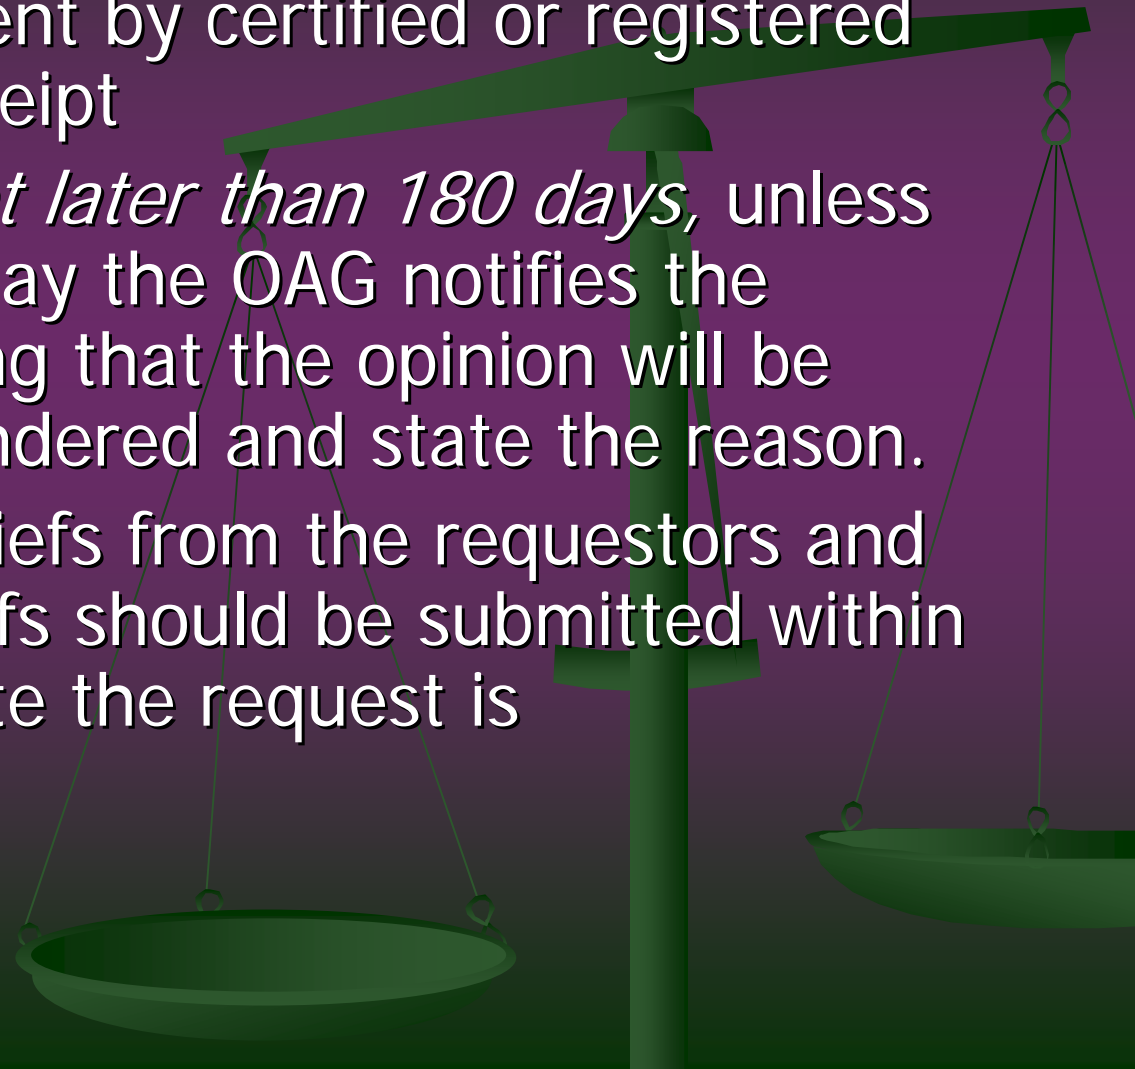 ent by certified or registered
eipt
t later than 180 days, unless
ay the OAG notifies the
ng that the opinion will be
ndered and state the reason.
iefs from the requestors and
fs should be submitted within
te the request is